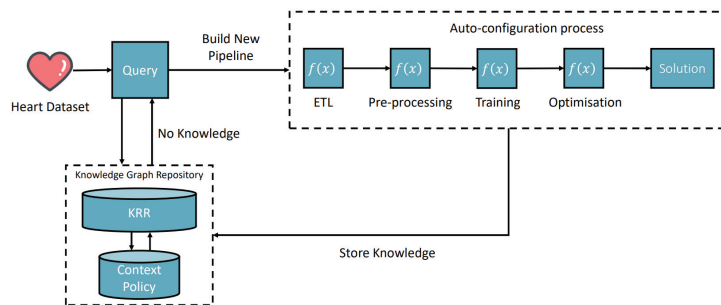 Auto-configuration process
Build New
Pipeline
Query
f(x)
f(x)
f(x)
f(x)
Solution
Heart Dataset
ETL
Pre-processing
Training
Optimisation
No Knowledge
Knowledge Graph Repository
KRR
Store Knowledge
Context
Policy